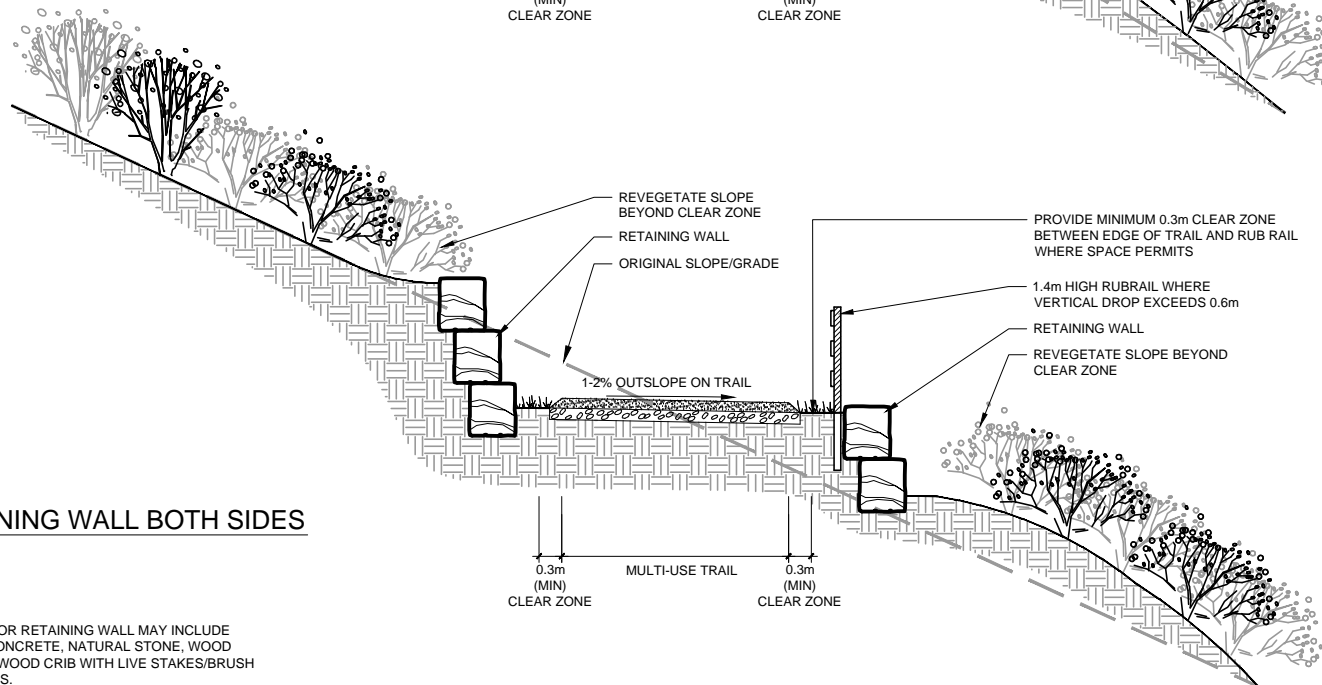 (MIN)
CLEAR ZONE
(MIN)
CLEAR ZONE
REVEGETATE SLOPE
BEYOND CLEAR ZONE
RETAINING WALL
ORIGINAL SLOPE/GRADE
PROVIDE MINIMUM 0.3m CLEAR ZONE
BETWEEN EDGE OF TRAIL AND RUB RAIL
WHERE SPACE PERMITS
1.4m HIGH RUBRAIL WHERE
VERTICAL DROP EXCEEDS 0.6m
RETAINING WALL
REVEGETATE SLOPE BEYOND
CLEAR ZONE
1-2% OUTSLOPE ON TRAIL
NING WALL BOTH SIDES
0.3m
(MIN)
CLEAR ZONE
MULTI-USE TRAIL
0.3m
(MIN)
CLEAR ZONE
OR RETAINING WALL MAY INCLUDE
ONCRETE, NATURAL STONE, WOOD
WOOD CRIB WITH LIVE STAKES/BRUSH
S.